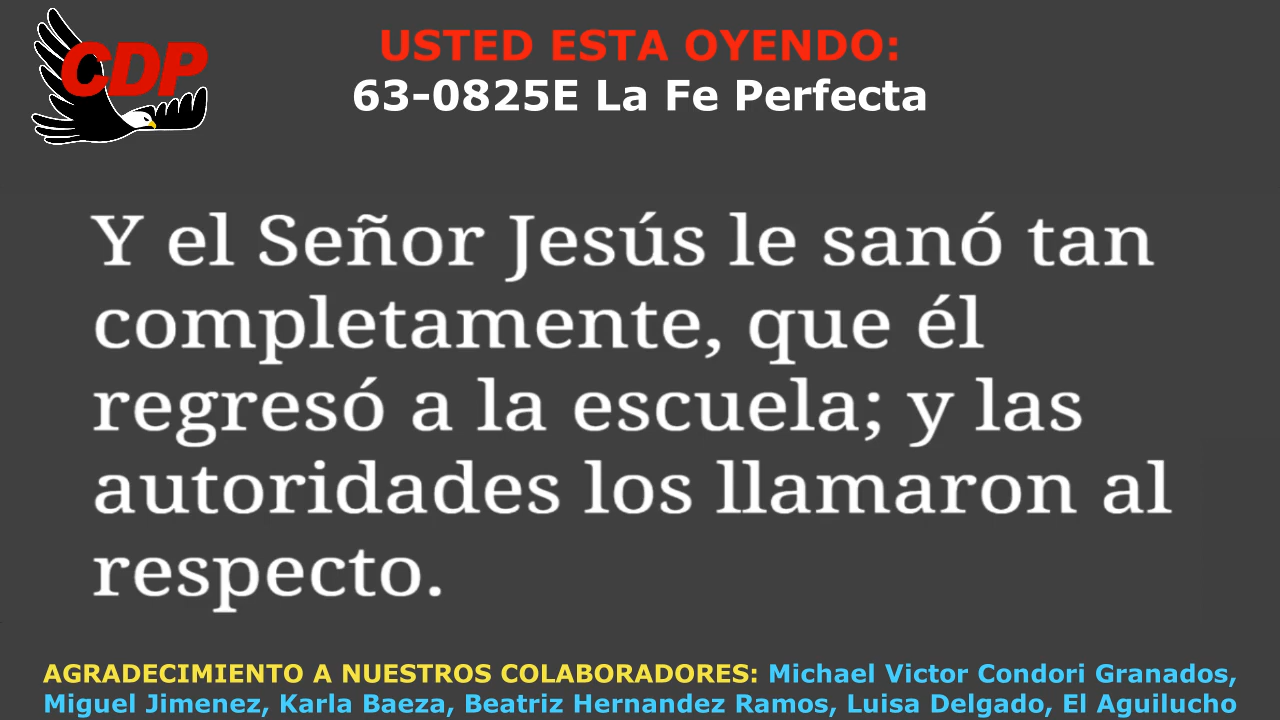 CDP
USTED ESTA OYENDO:
63-0825E La Fe Perfecta
Y el Señor Jesús le sanó tan
completamente, que él
regresó a la escuela; y las
autoridades los llamaron al
respecto.
AGRADECIMIENTO A NUESTROS COLABORADORES: Michael Victor Condori Granados,
Miguel Jimenez, Karla Baeza, Beatriz Hernandez Ramos, Luisa Delgado, El Aguilucho